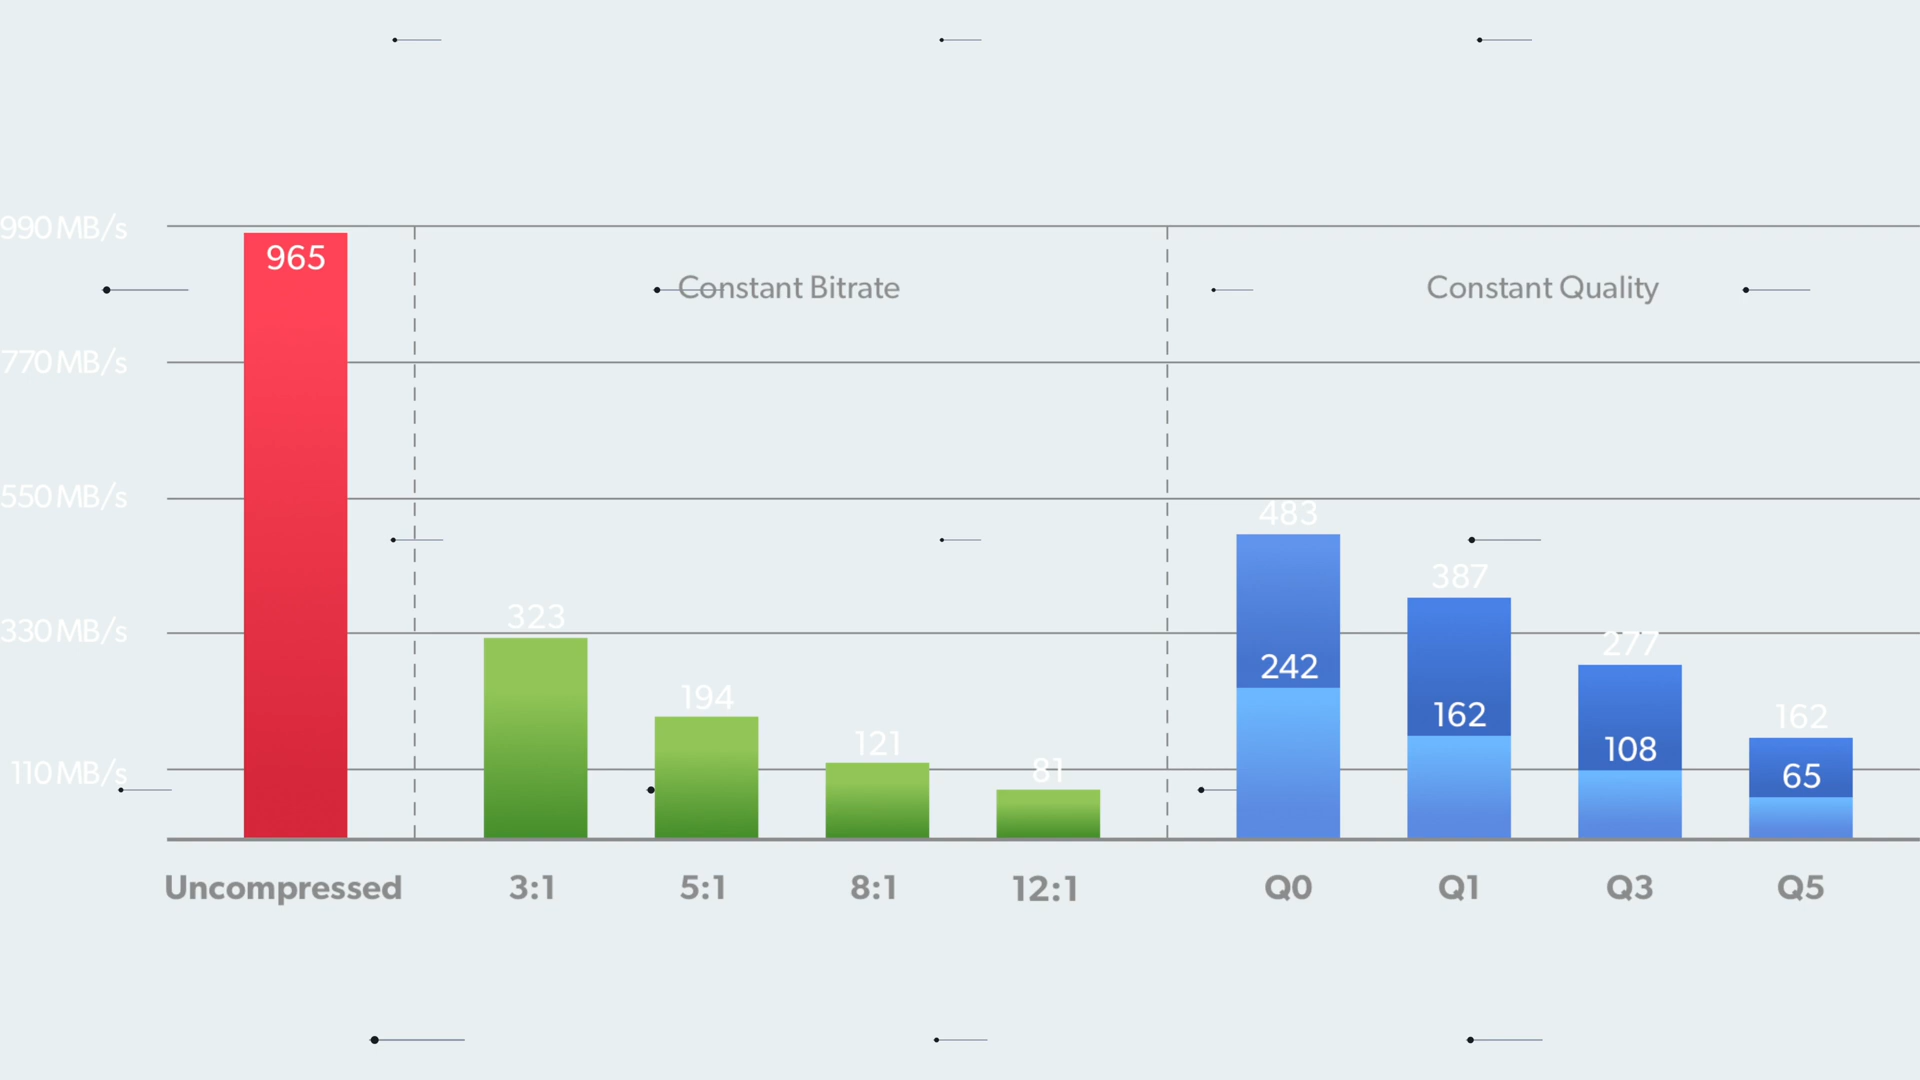 990 MB/s
965
Constant Bitrate
Constant Quality
770 MB/s
550 MB/s
483
387
330 MB/s
323
277
242
194
162
162
121
108
110 MB/s
81
65
Uncompressed
3:1
5:1
8:1
12:1
Q0
Q1
Q3
Q5